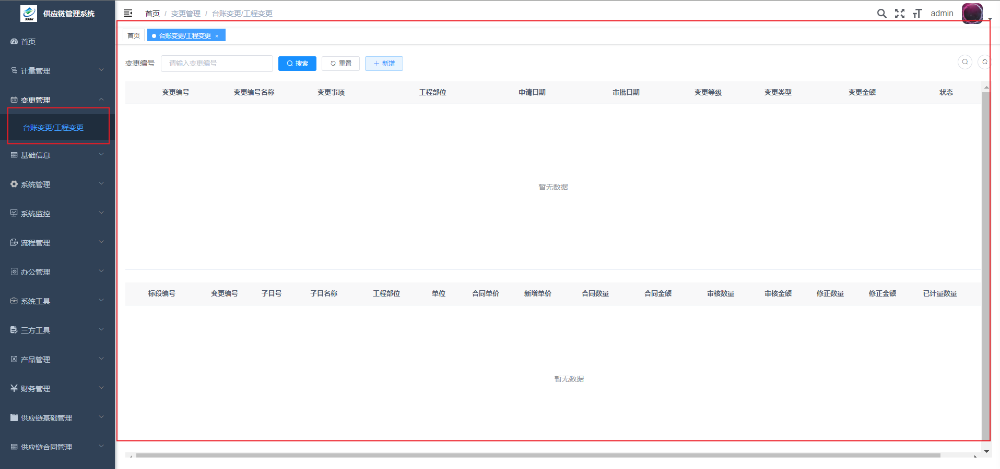 SSGK
供应链管理系统
首页
计量管理
变更管理
台账变更/工程变更
基础信息
系统管理
系统监控
流程管理
办公管理
系统工具
三方工具
产品管理
财务管理
供应链基础管理
供应链合同管理
首页 / 变更管理 / 台账变更/工程变更
admin
首页 台账变更/工程变更 ×
变更编号 请输入变更编号 搜索 重置 新增
变更编号 变更编号名称 变更事项 工程部位 申请日期 审批日期 变更等级 变更类型 变更金额 状态
暂无数据
标段编号 变更编号 子目号 子目名称 工程部位 单位 合同单价 新增单价 合同数量 合同金额 审核数量 审核金额 修正数量 修正金额 已计量数量
暂无数据